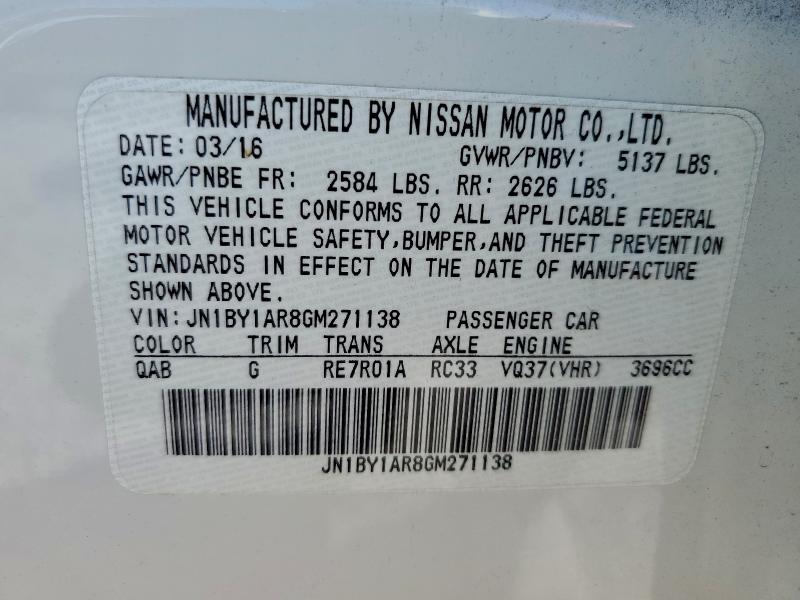 MANUFACTURED BY NISSAN MOTOR CO.,LTD.
DATE: 03/16 GVWR/PNBV: 5137 LBS.
GAWR/PNBE FR: 2584 LBS. RR: 2626 LBS.
THIS VEHICLE CONFORMS TO ALL APPLICABLE FEDERAL
MOTOR VEHICLE SAFETY,BUMPER,AND THEFT PREVENTION
STANDARDS IN EFFECT ON THE DATE OF MANUFACTURE
SHOWN ABOVE.
VIN:JN1BY1AR8GM271138 PASSENGER CAR
COLOR TRIM TRANS AXLE ENGINE
QAB G RE7R01A RC33 VQ37(VHR) 3696CC
JN1BY1AR8GM271138